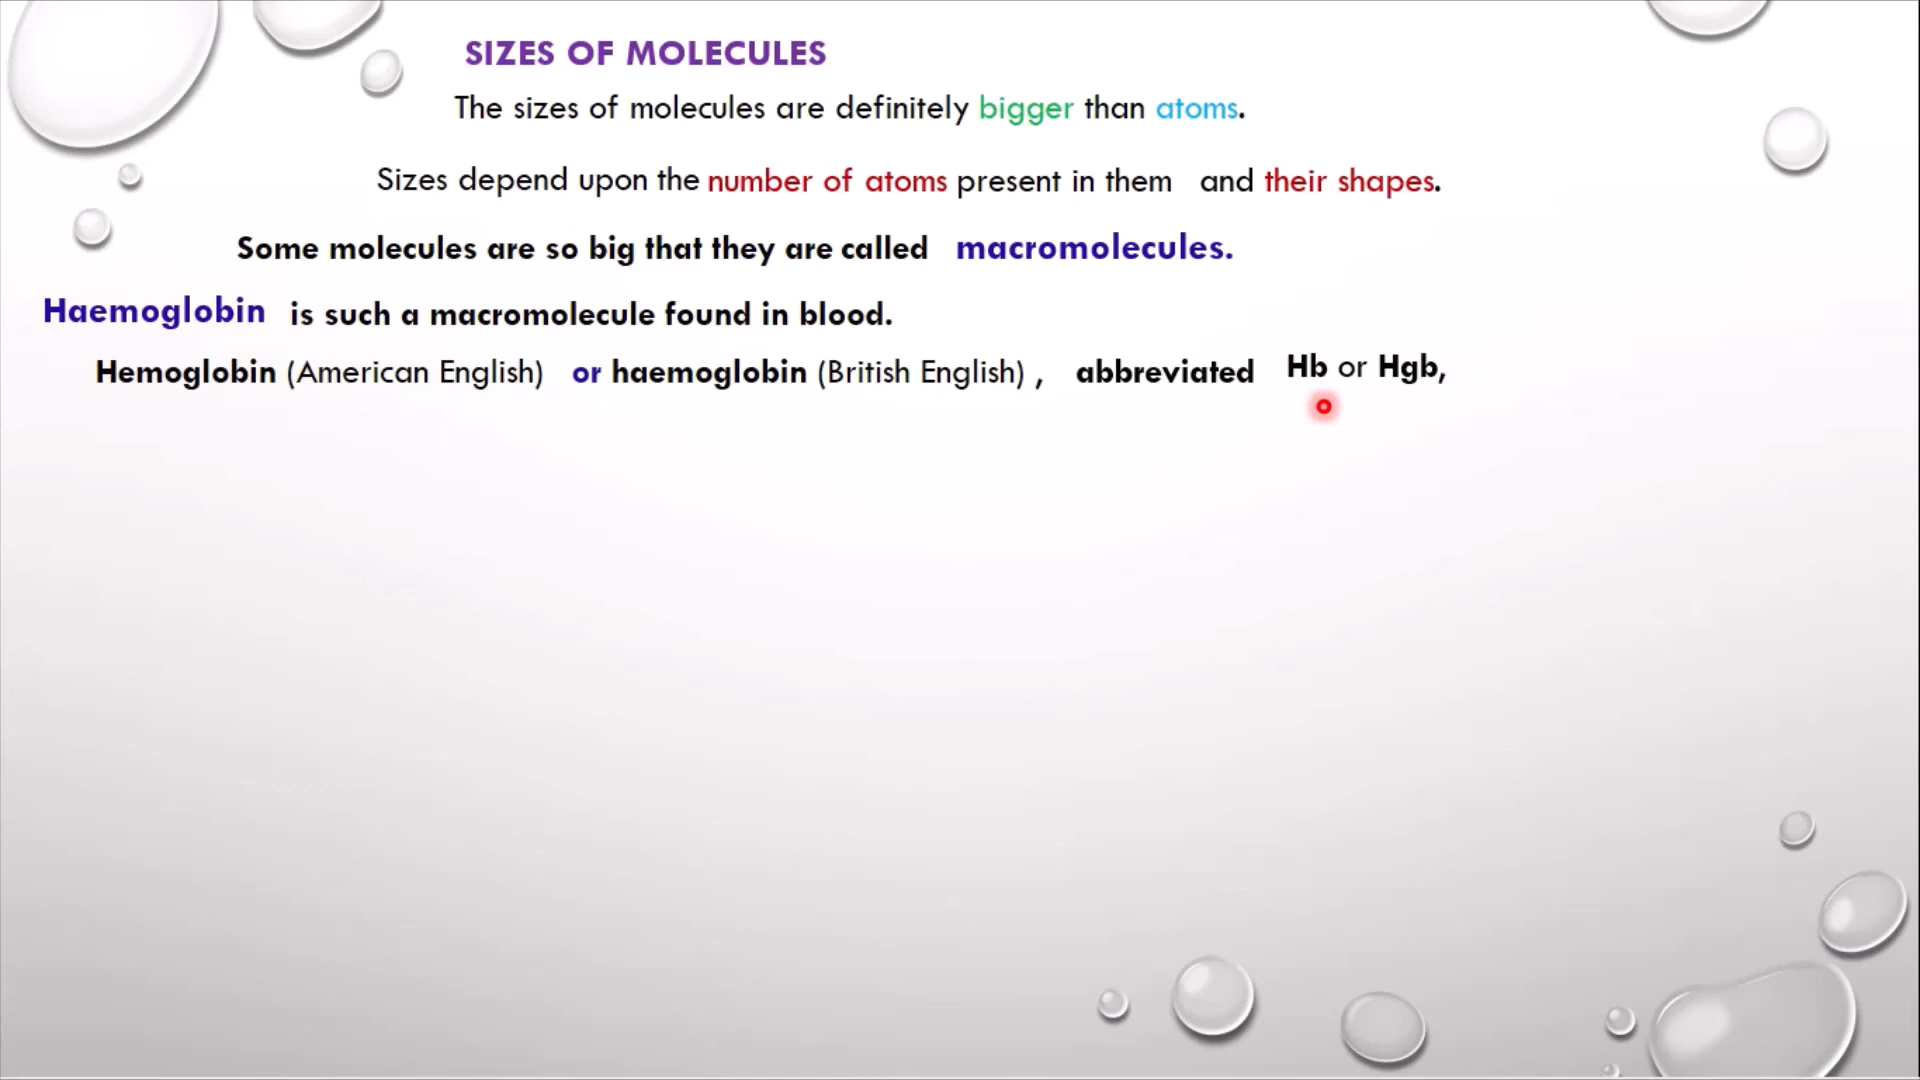 SIZES OF MOLECULES
The sizes of molecules are definitely bigger than atoms.
Sizes depend upon the number of atoms present in them and their shapes.
Some molecules are so big that they are called macromolecules.
Haemoglobin is such a macromolecule found in blood.
Hemoglobin (American English) or haemoglobin (British English) , abbreviated Hb or Hgb,